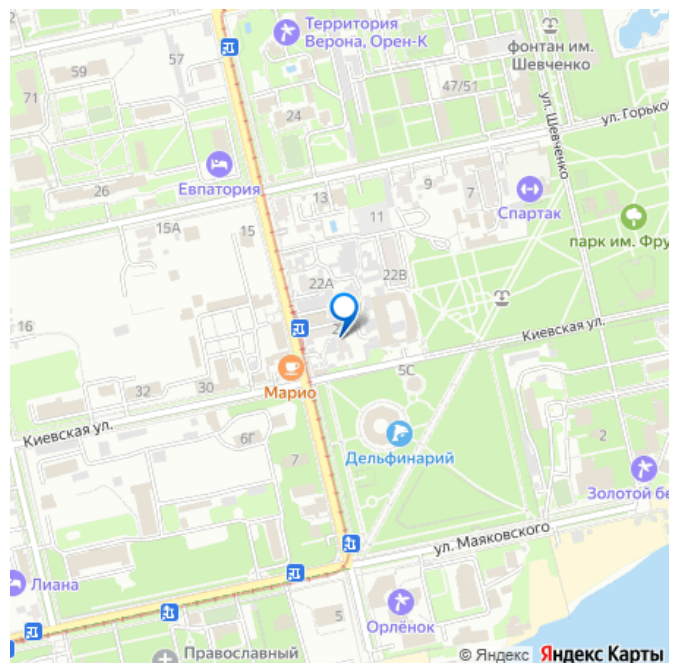 Территория
Верона, Орен-К
фонтан им.
Шевченко
57
59
71
47/51
24
ул. Шевченко
ул. Горько
Евпатория
26
9
7
Спартак
13
11
15А
15
парк им. Фру
22В
22А
16
2
Киевская ул.
5С
Марио
32
30
Киевская ул.
6Г
7
Дельфинарий
2
Золотой бе
ул. Маяковского
Лиана
5
Орлёнок
Православный
© Яндекс Яндекс Карты